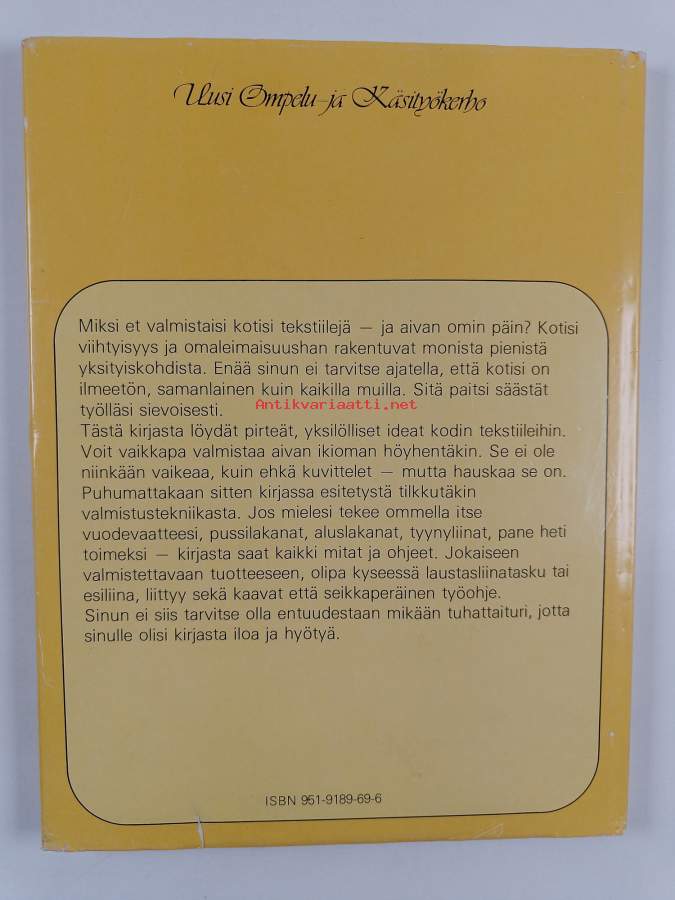 Uusi Ompelu- ja Käsityökerho
Miksi et valmistaisi kotisi tekstiilejä — ja aivan omin päin? Kotisi
viihtyisyys ja omaleimaisuushan rakentuvat monista pienistä
yksityiskohdista. Enää sinun ei tarvitse ajatella, että kotisi on
ilmeetön, samanlainen kuin kaikilla muilla. Sitä paitsi säästät
työlläsi sievoisesti.
Antikvariaatti.net
Tästä kirjasta löydät pirteät, yksilölliset ideat kodin tekstiileihin.
Voit vaikkapa valmistaa aivan ikioman höyhentäkin. Se ei ole
niinkään vaikeaa, kuin ehkä kuvittelet — mutta hauskaa se on.
Puhumattakaan sitten kirjassa esitetystä tilkkutäkin
valmistustekniikasta. Jos mielesi tekee ommella itse
vuodevaatteesi, pussilakanat, aluslakanat, tyynyliinat, pane heti
toimeksi — kirjasta saat kaikki mitat ja ohjeet. Jokaiseen
valmistettavaan tuotteeseen, olipa kyseessä laustasliinatasku tai
esiliina, liittyy sekä kaavat että seikkaperäinen työohje.
Sinun ei siis tarvitse olla entuudestaan mikään tuhattaituri, jotta
sinulle olisi kirjasta iloa ja hyötyä.
ISBN 951-9189-69-6